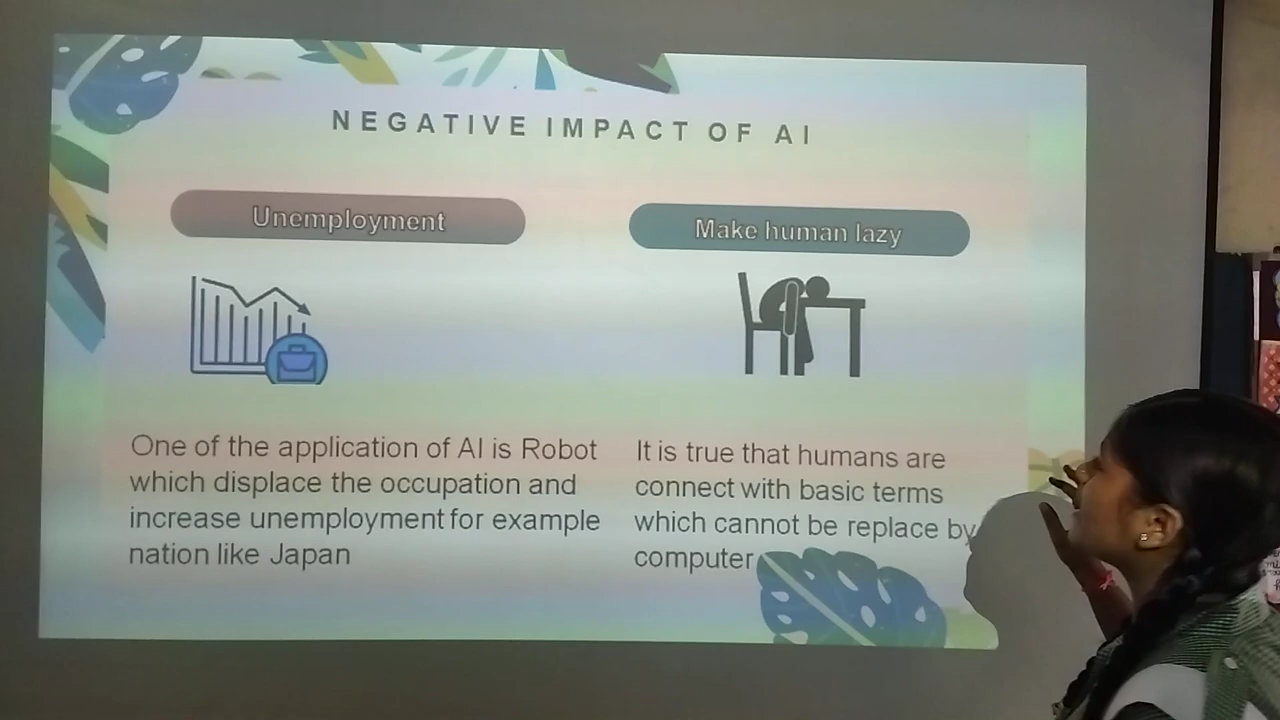 NEGATIVE IMPACT OF AI
Unemployment
One of the application of AI is Robot
which displace the occupation and
increase unemployment for example
nation like Japan
Make human lazy
It is true that humans are
connect with basic terms
which cannot be replace by
computer